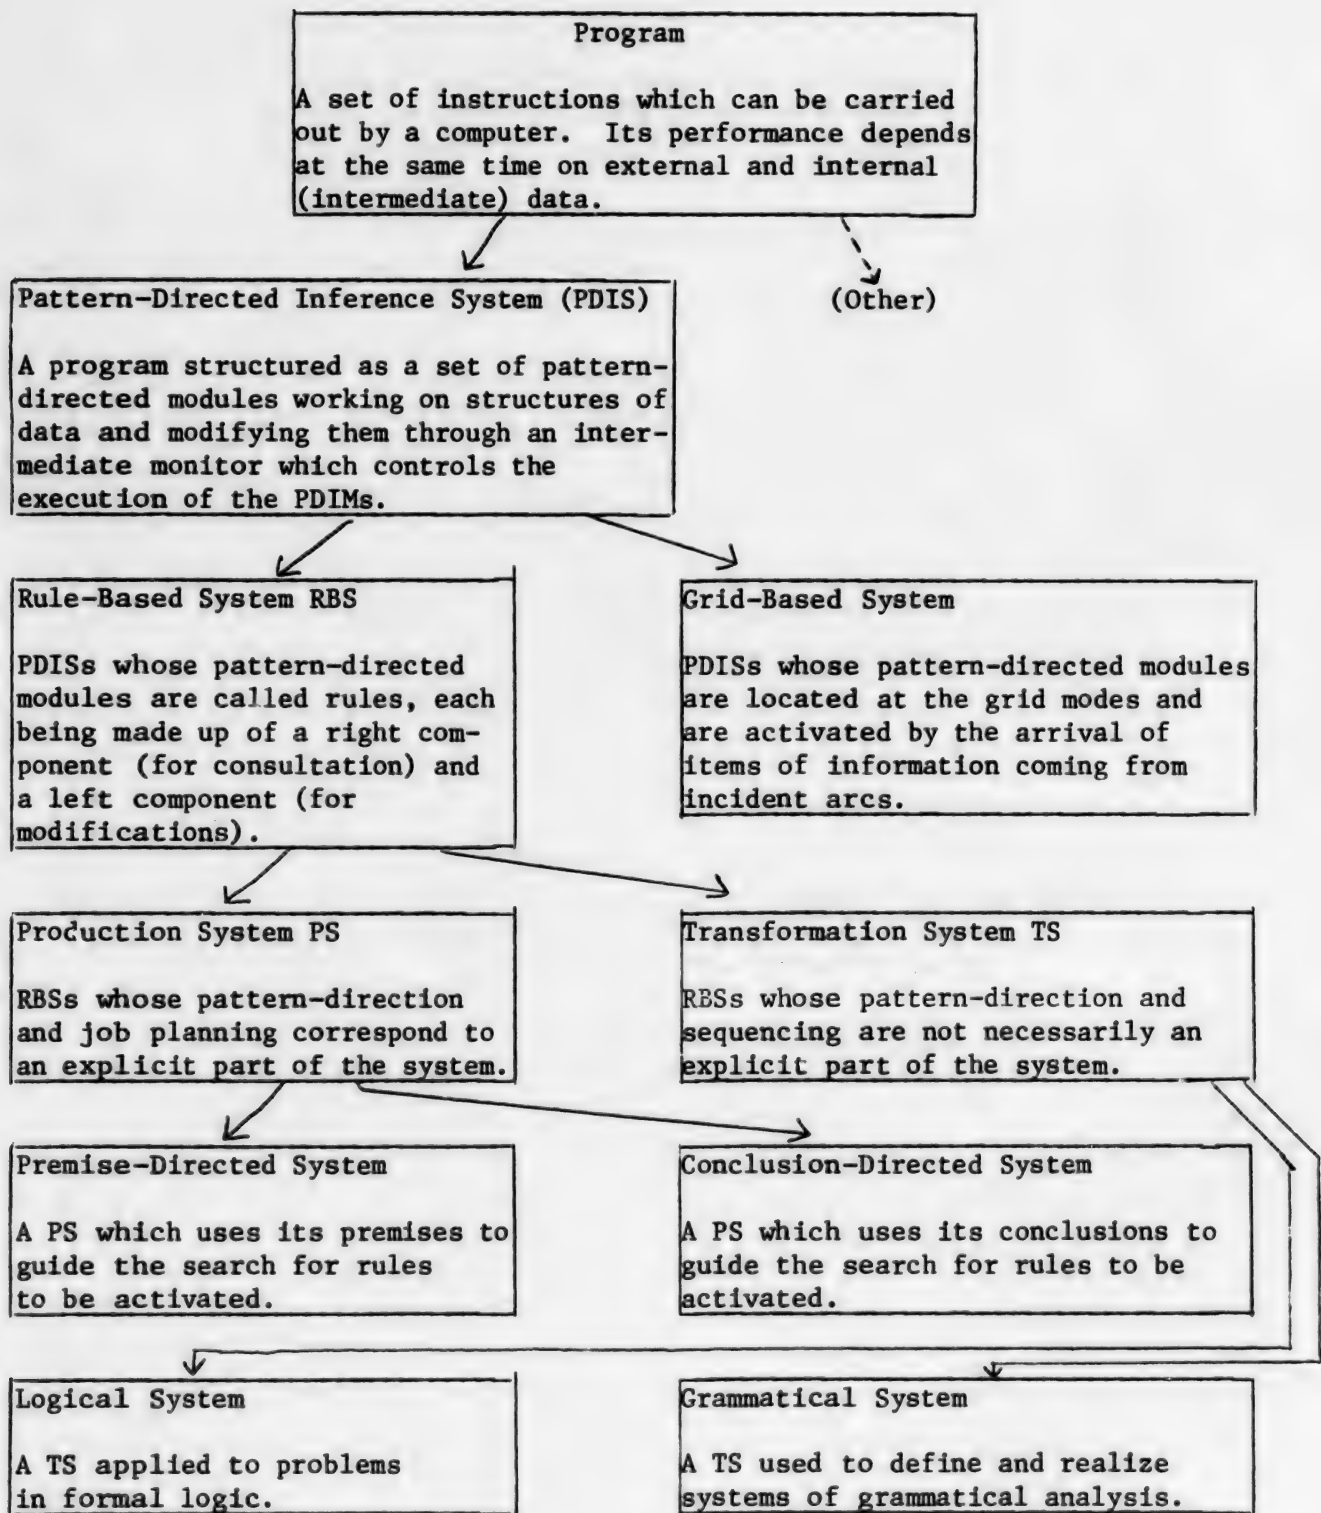 Program
A set of instructions which can be carried
out by a computer. Its performance depends
at the same time on external and internal
(intermediate) data.
Pattern-Directed Inference System (PDIS)
A program structured as a set of pattern-
directed modules working on structures of
data and modifying them through an inter-
mediate monitor which controls the
execution of the PDIMs.
(Other)
Rule-Based System RBS
PDISs whose pattern-directed
modules are called rules, each
being made up of a right com-
ponent (for consultation) and
a left component (for
modifications).
Grid-Based System
PDISs whose pattern-directed modules
are located at the grid modes and
are activated by the arrival of
items of information coming from
incident arcs.
Production System PS
RBSs whose pattern-direction
and job planning correspond to
an explicit part of the system.
Transformation System TS
RBSs whose pattern-direction and
sequencing are not necessarily an
explicit part of the system.
Premise-Directed System
A PS which uses its premises to
guide the search for rules
to be activated.
Conclusion-Directed System
A PS which uses its conclusions to
guide the search for rules to be
activated.
Logical System
A TS applied to problems
in formal logic.
Grammatical System
A TS used to define and realize
systems of grammatical analysis.